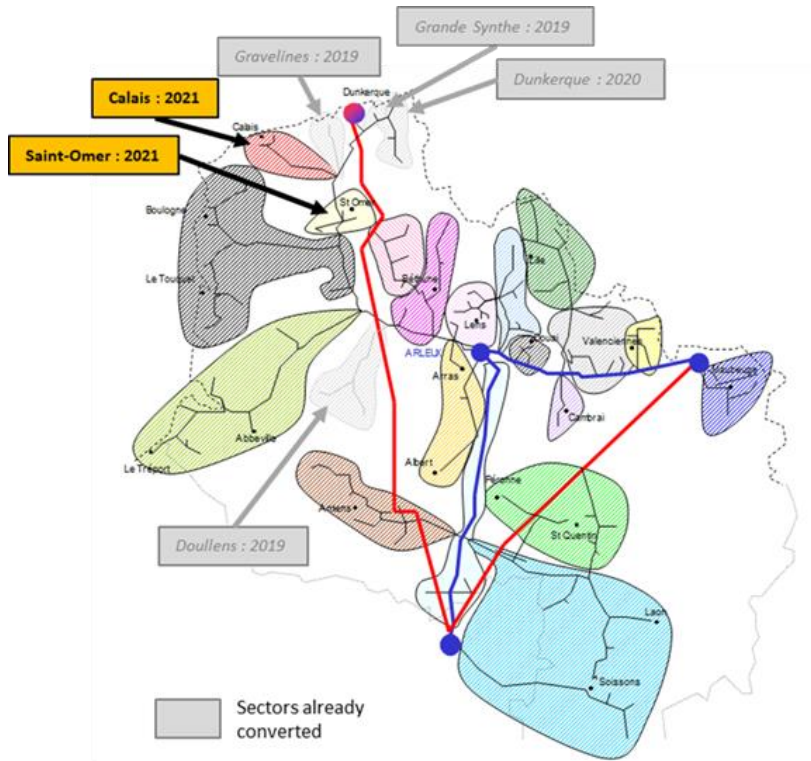 Grande Synthe : 2019
Gravelines : 2019
Dunkerque : 2020
Calais : 2021
Dunkerque
Calais
Saint-Omer : 2021
St Omer
Boulogne
Lille
Le Touquet
Béthune
Lens
Douai
Valenciennes
ARLEUX
Arras
Maubeuge
Cambrai
Abbeville
Le Tréport
Albert
Péronne
Amiens
St Quentin
Doullens : 2019
Laon
Soissons
Sectors already
converted